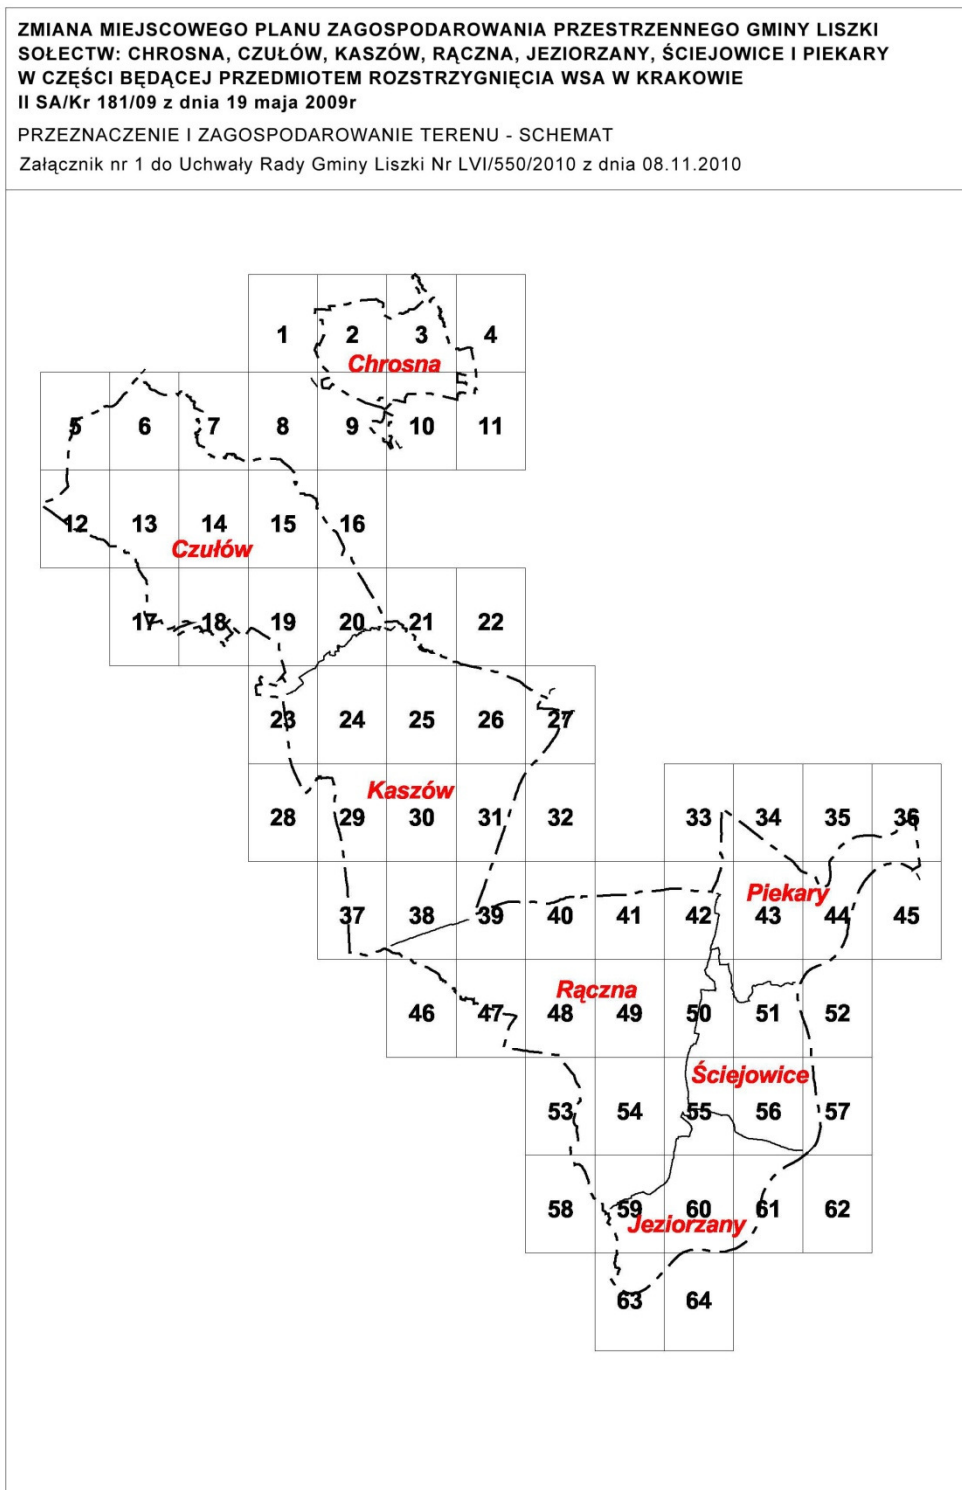 ZMIANA MIEJSCOWEGO PLANU ZAGOSPODAROWANIA PRZESTRZENNEGO GMINY LISZKI
SOŁECTW: CHROSNA, CZUŁÓW, KASZÓW, RĄCZNA, JEZIORZANY, ŚCIEJOWICE I PIEKARY
W CZĘŚCI BĘDĄCEJ PRZEDMIOTEM ROZSTRZYGNIĘCIA WSA W KRAKOWIE
II SA/Kr 181/09 z dnia 19 maja 2009r
PRZEZNACZENIE I ZAGOSPODAROWANIE TERENU - SCHEMAT
Załącznik nr 1 do Uchwały Rady Gminy Liszki Nr LVI/550/2010 z dnia 08.11.2010
1 2 3 4
Chrosna
5 6 7 8 9 10 11
12 13 14 15 16
Czułów
17 18 19 20 21 22
23 24 25 26 27
Kaszów
28 29 30 31 32 33 34 35 36
Piekary
37 38 39 40 41 42 43 44 45
Rączna
46 47 48 49 50 51 52
Ściejowice
53 54 55 56 57
58 59 60 61 62
Jeziorzany
63 64